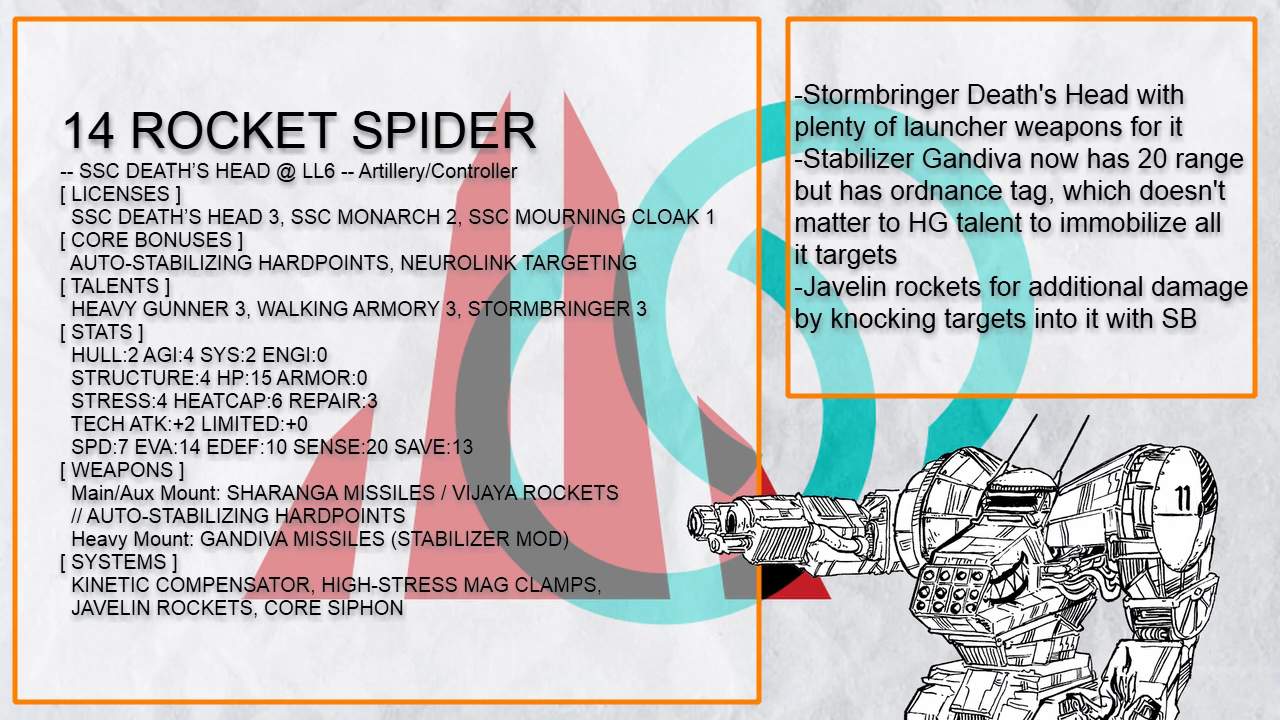 14 ROCKET SPIDER
-- SSC DEATH’S HEAD @ LL6 -- Artillery/Controller
[ LICENSES ]
SSC DEATH’S HEAD 3, SSC MONARCH 2, SSC MOURNING CLOAK 1
[ CORE BONUSES ]
AUTO-STABILIZING HARDPOINTS, NEUROLINK TARGETING
[ TALENTS ]
HEAVY GUNNER 3, WALKING ARMORY 3, STORMBRINGER 3
[ STATS ]
HULL:2 AGI:4 SYS:2 ENGI:0
STRUCTURE:4 HP:15 ARMOR:0
STRESS:4 HEATCAP:6 REPAIR:3
TECH ATK:+2 LIMITED:+0
SPD:7 EVA:14 EDEF:10 SENSE:20 SAVE:13
[ WEAPONS ]
Main/Aux Mount: SHARANGA MISSILES / VIJAYA ROCKETS
// AUTO-STABILIZING HARDPOINTS
Heavy Mount: GANDIVA MISSILES (STABILIZER MOD)
[ SYSTEMS ]
KINETIC COMPENSATOR, HIGH-STRESS MAG CLAMPS,
JAVELIN ROCKETS, CORE SIPHON
-Stormbringer Death's Head with
plenty of launcher weapons for it
-Stabilizer Gandiva now has 20 range
but has ordnance tag, which doesn't
matter to HG talent to immobilize all
it targets
-Javelin rockets for additional damage
by knocking targets into it with SB
11